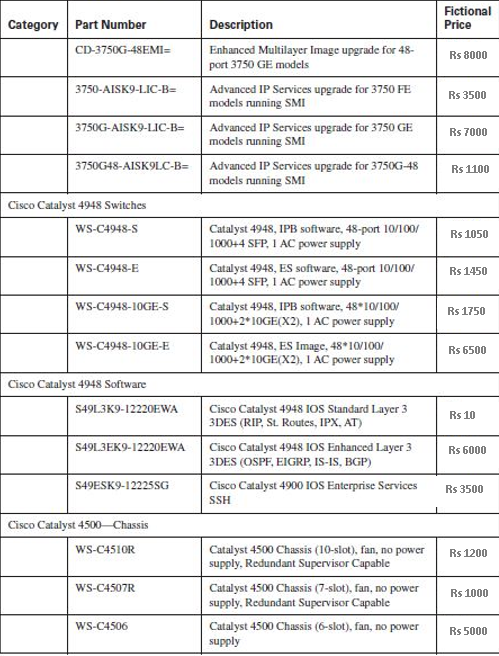 Category Part Number Description Fictional Price
CD-3750G-48EMI= Enhanced Multilayer Image upgrade for 48- Rs 8000
port 3750 GE models
3750-AISK9-LIC-B= Advanced IP Services upgrade for 3750 FE Rs 3500
models running SMI
3750G-AISK9-LIC-B= Advanced IP Services upgrade for 3750 GE Rs 7000
models running SMI
3750G48-AISK9LC-B= Advanced IP Services upgrade for 3750G-48 Rs 1100
models running SMI
Cisco Catalyst 4948 Switches
WS-C4948-S Catalyst 4948, IPB software, 48-port 10/100/ Rs 1050
1000+4 SFP, 1 AC power supply
WS-C4948-E Catalyst 4948, ES software, 48-port 10/100/ Rs 1450
1000+4 SFP, 1 AC power supply
WS-C4948-10GE-S Catalyst 4948, IPB software, 48*10/100/ Rs 1750
1000+2*10GE(X2), 1 AC power supply
WS-C4948-10GE-E Catalyst 4948, ES Image, 48*10/100/ Rs 6500
1000+2*10GE(X2), 1 AC power supply
Cisco Catalyst 4948 Software
S49L3K9-12220EWA Cisco Catalyst 4948 IOS Standard Layer 3 Rs 10
3DES (RIP, St. Routes, IPX, AT)
S49L3EK9-12220EWA Cisco Catalyst 4948 IOS Enhanced Layer 3 Rs 6000
3DES (OSPF, EIGRP, IS-IS, BGP)
S49ESK9-12225SG Cisco Catalyst 4900 IOS Enterprise Services Rs 3500
SSH
Cisco Catalyst 4500—Chassis
WS-C4510R Catalyst 4500 Chassis (10-slot), fan, no power Rs 1200
supply, Redundant Supervisor Capable
WS-C4507R Catalyst 4500 Chassis (7-slot), fan, no power Rs 1000
supply, Redundant Supervisor Capable
WS-C4506 Catalyst 4500 Chassis (6-slot), fan, no power Rs 5000
supply